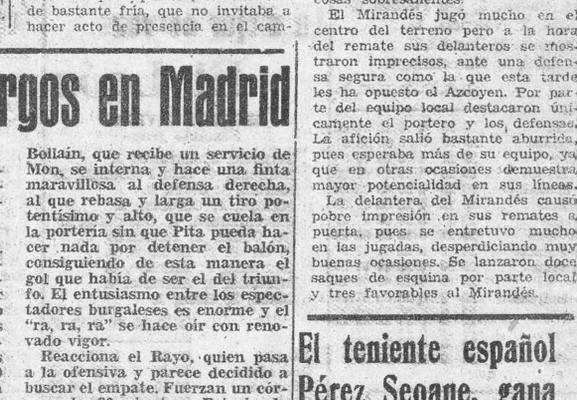 de bastante fría, que no invitaba a
hacer acto de presencia en el cam-
rgos en Madrid
Bollaín, que recibe un servicio de
Mon, se interna y hace una finta
maravillosa al defensa derecha,
al que rebasa y larga un tiro po-
tentísimo y alto, que se cuela en
la portería sin que Pita pueda ha-
cer nada por detener el balón,
consiguiendo de esta manera el
gol que había de ser el del triun-
fo. El entusiasmo entre los espec-
tadores burgaleses es enorme y el
"ra, ra, ra" se hace oír con reno-
vado vigor.
Reacciona el Rayo, quien pasa
a la ofensiva y parece decidido a
buscar el empate. Fuerzan un cór-
El Mirandés jugó mucho en el
centro del terreno pero a la hora
del remate sus delanteros se mos-
traron imprecisos, ante una defen-
sa segura como la que esta tarde
les ha opuesto el Azcoyen. Por par-
te del equipo local destacaron úni-
camente el portero y los defensas.
La afición salió bastante aburrida,
pues esperaba más de su equipo, ya
que en otras ocasiones demuestra
mayor potencialidad en sus líneas.
La delantera del Mirandés causó
pobre impresión en sus remates a
puerta, pues se entretuvo mucho
en las jugadas, desperdiciando muy
buenas ocasiones. Se lanzaron doce
saques de esquina por parte local
y tres favorables al Mirandés.
El teniente español
Pérez Seoane, gana